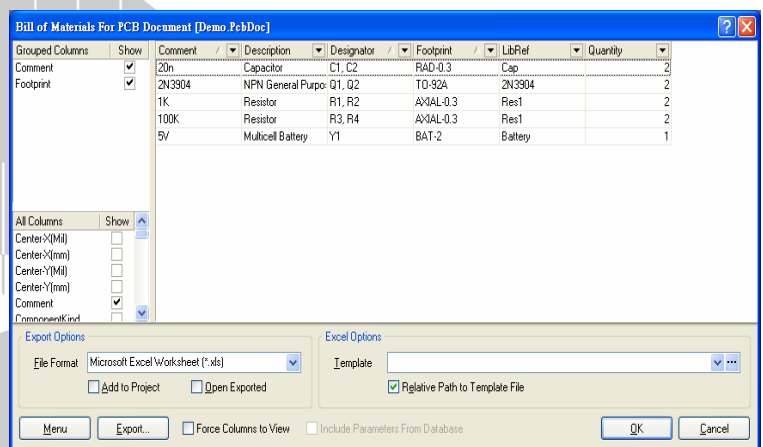 Bill of Materials For PCB Document [Demo.PcbDoc]
Grouped Columns Show Comment Description Designator Footprint LibRef Quantity
Comment 20n Capacitor C1, C2 RAD-0.3 Cap 2
Footprint 2N3904 NPN General Purpo: Q1, Q2 TO-92A 2N3904 2
1K Resistor R1, R2 AXIAL-0.3 Res1 2
100K Resistor R3, R4 AXIAL-0.3 Res1 2
5V Multicell Battery Y1 BAT-2 Battery 1
All Columns Show
Center-X(Mil)
Center-X(mm)
Center-Y(Mil)
Center-Y(mm)
Comment
ComponentKind
Export Options Excel Options
File Format Microsoft Excel Worksheet (*.xls) Template
Add to Project Open Exported Relative Path to Template File
Menu Export... Force Columns to View Include Parameters From Database OK Cancel